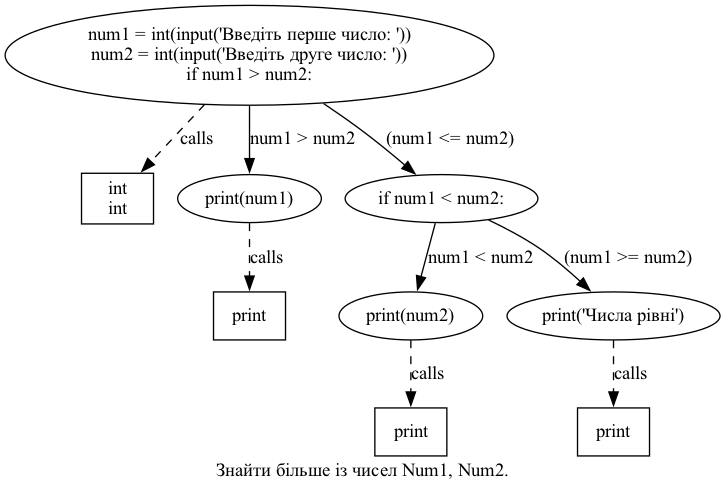 num1 = int(input('Введіть перше число: '))
num2 = int(input('Введіть друге число: '))
if num1 > num2:
calls
num1 > num2
(num1 <= num2)
int
int
print(num1)
if num1 < num2:
calls
num1 < num2
(num1 >= num2)
print
print(num2)
print('Числа рівні')
calls
calls
print
print
Знайти більше із чисел Num1, Num2.